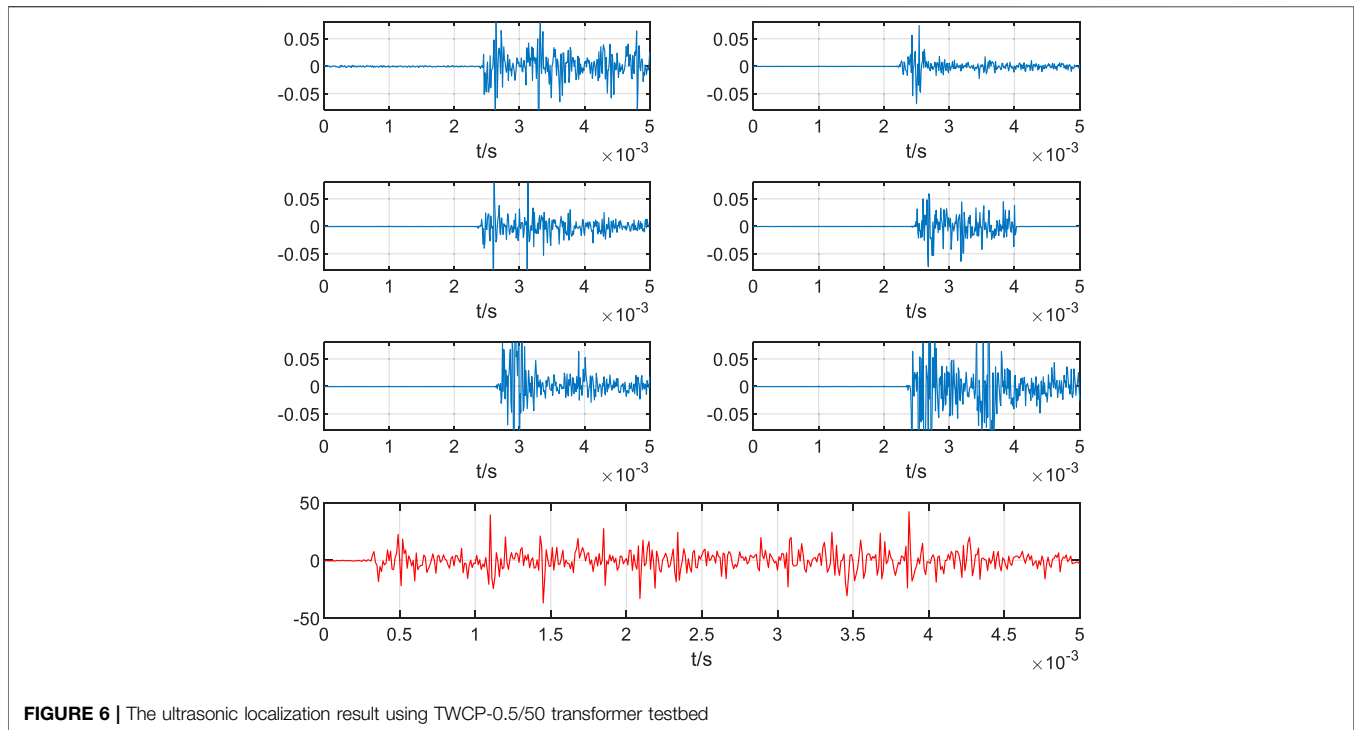 0.05 0.05
0 0
-0.05 -0.05
0 1 2 3 4 5 0 1 2 3 4 5
t/s ×10-3 t/s ×10-3
0.05 0.05
0 0
-0.05 -0.05
0 1 2 3 4 5 0 1 2 3 4 5
t/s ×10-3 t/s ×10-3
0.05 0.05
0 0
-0.05 -0.05
0 1 2 3 4 5 0 1 2 3 4 5
t/s ×10-3 t/s ×10-3
50
0
-50
0 0.5 1 1.5 2 2.5 3 3.5 4 4.5 5
t/s ×10-3
FIGURE 6 | The ultrasonic localization result using TWCP-0.5/50 transformer testbed